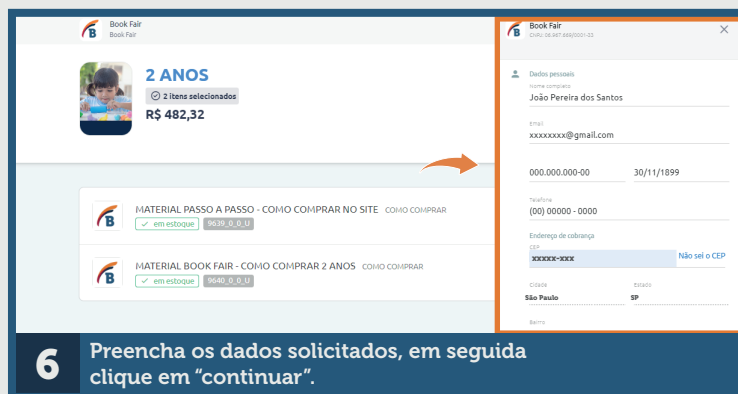 Book Fair
Book Fair
2 ANOS
2 itens selecionados
R$ 482,32
MATERIAL PASSO A PASSO - COMO COMPRAR NO SITE COMO COMPRAR
em estoque 9639_0_0_U
MATERIAL BOOK FAIR - COMO COMPRAR 2 ANOS COMO COMPRAR
em estoque 9640_0_0_U
Book Fair
Dados pessoais
Nome completo
João Pereira dos Santos
Email
xxxxxxxx@gmail.com
000.000.000-00 30/11/1899
Telefone
(00) 00000 - 0000
Endereço de cobrança
CEP
xxxxx-xxx Não sei o CEP
Cidade Estado
São Paulo SP
Bairro
6 Preencha os dados solicitados, em seguida
clique em “continuar”.